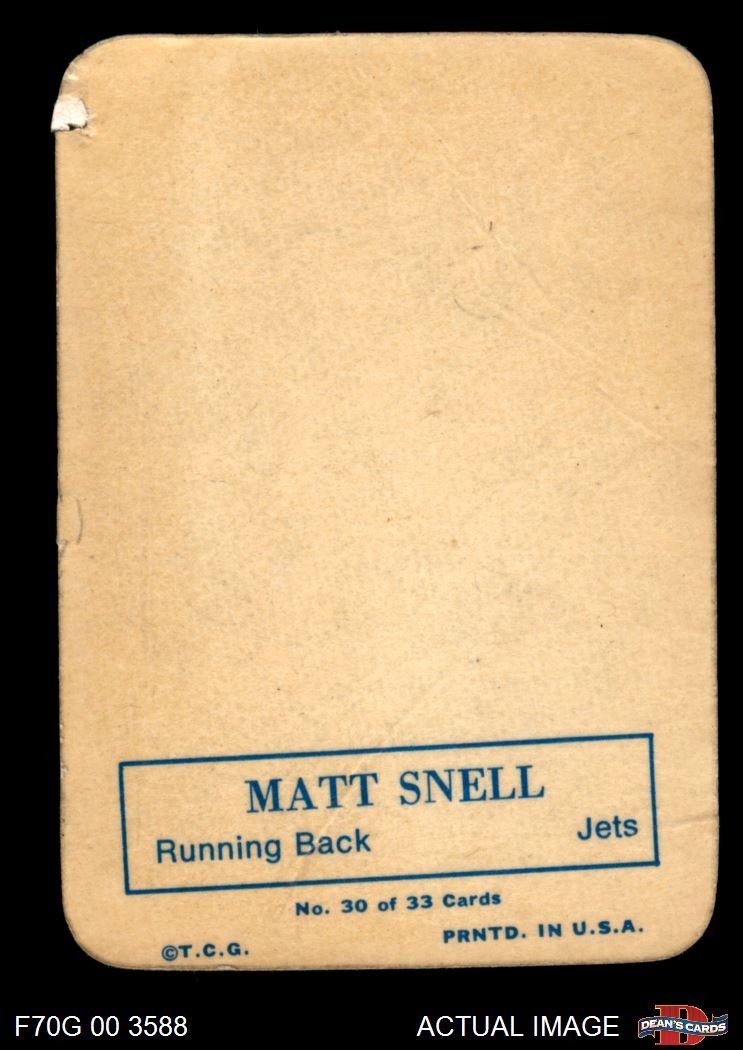 MATT SNELL
Running Back Jets
No. 30 of 33 Cards
©T.C.G. PRNTD. IN U.S.A.
F70G 00 3588 ACTUAL IMAGE DEAN'S CARDS